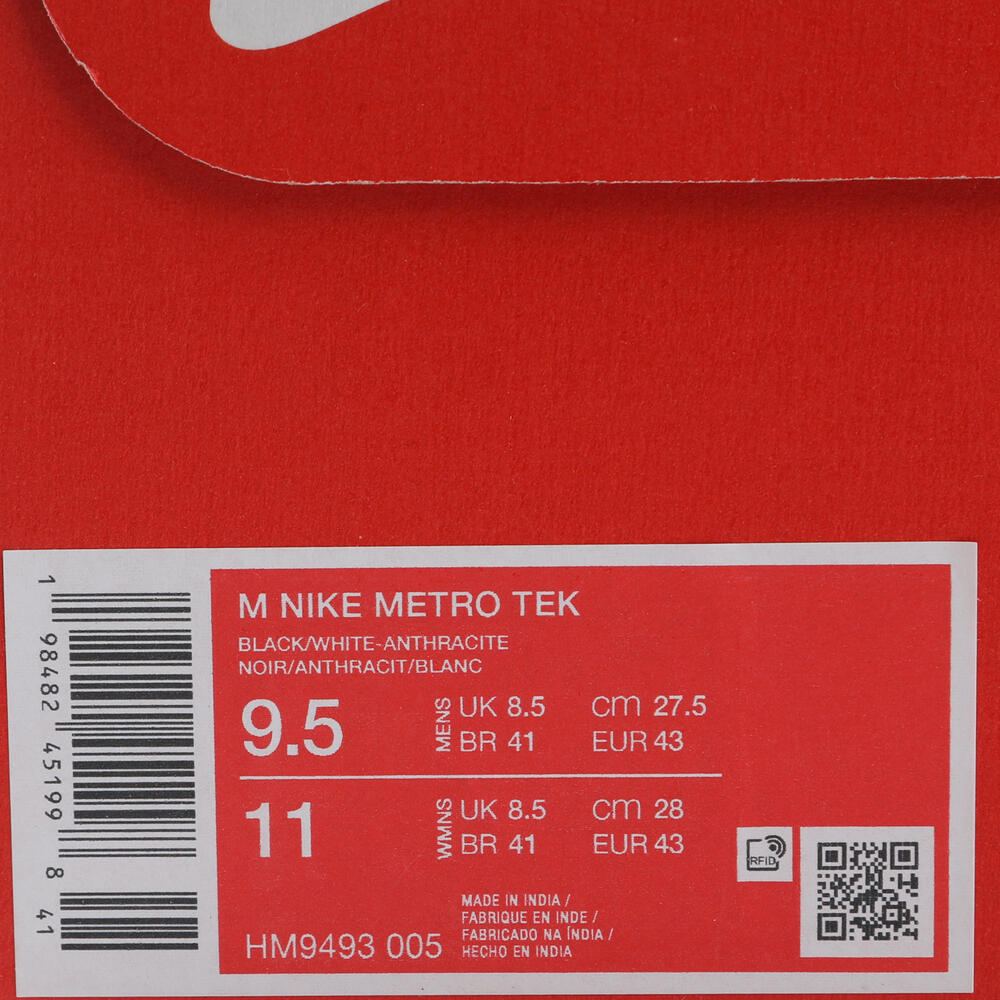 M NIKE METRO TEK
BLACK/WHITE-ANTHRACITE
NOIR/ANTHRACIT/BLANC
9.5
MENS
UK 8.5 cm 27.5
BR 41 EUR 43
11
WMNS
UK 8.5 cm 28
BR 41 EUR 43
RFID
MADE IN INDIA /
FABRIQUE EN INDE /
FABRICADO NA ÍNDIA /
HECHO EN INDIA
HM9493 005
1 98482 45199 8 41